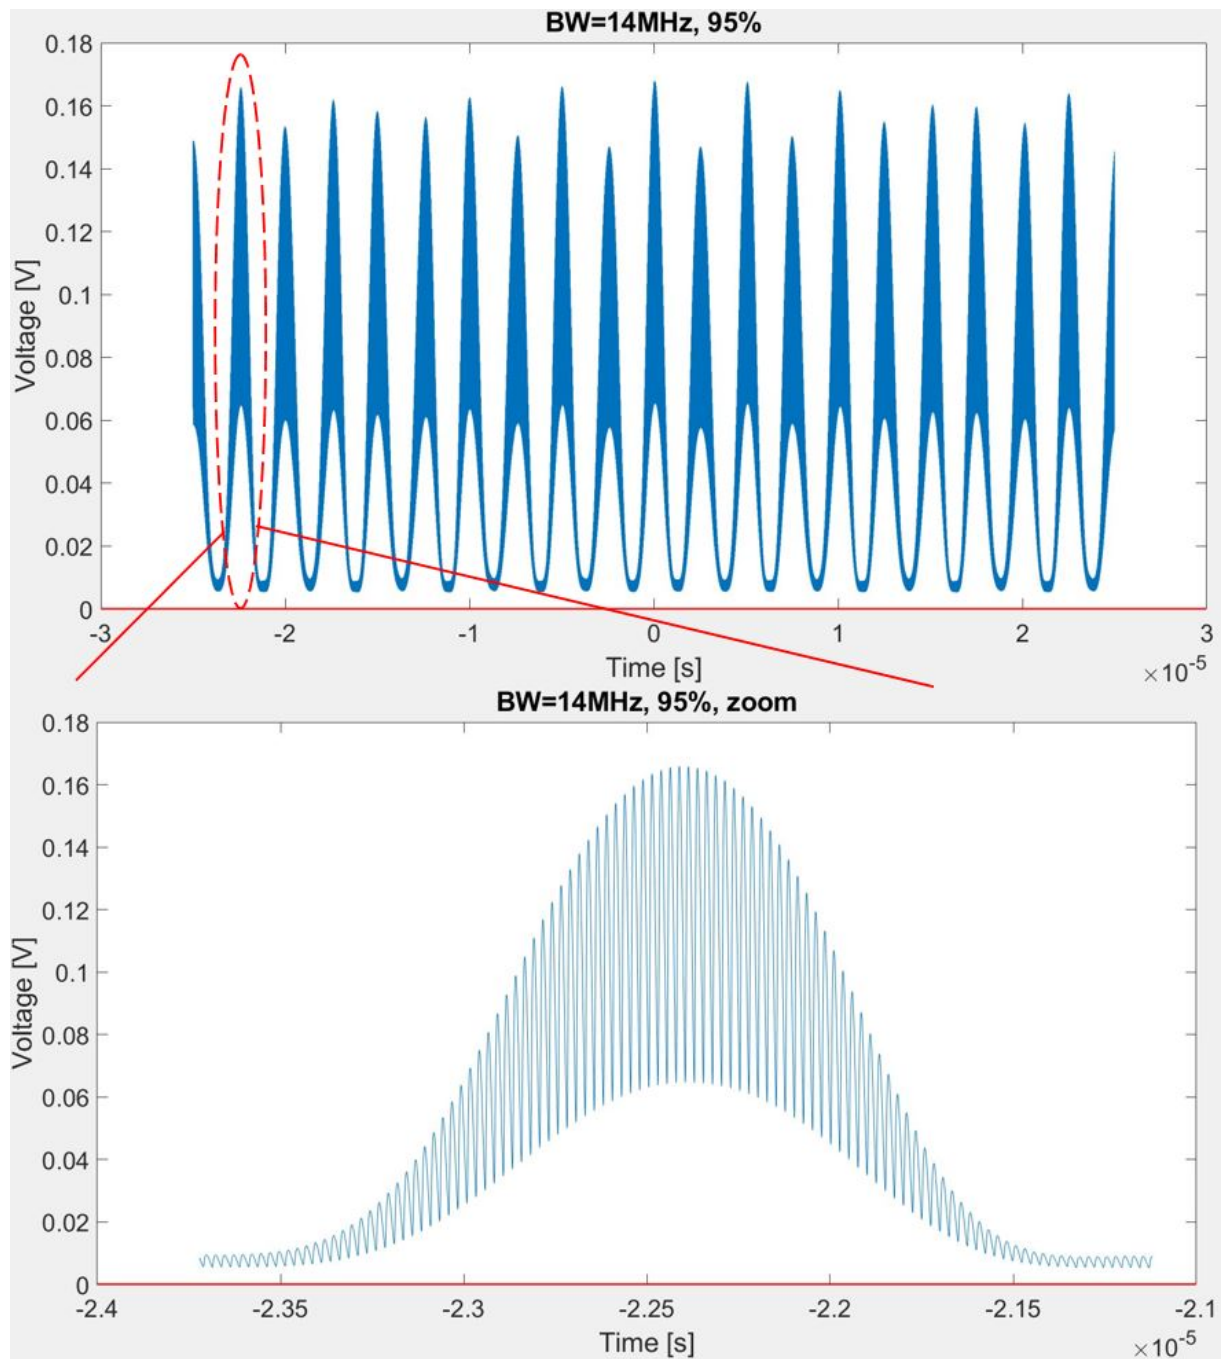 BW=14MHz, 95%
0.18
0.16
0.14
0.12
0.1
0.08
0.06
0.04
0.02
0
Voltage [V]
-3 -2 -1 0 1 2 3
Time [s]
×10-5
BW=14MHz, 95%, zoom
0.18
0.16
0.14
0.12
0.1
0.08
0.06
0.04
0.02
0
Voltage [V]
-2.4 -2.35 -2.3 -2.25 -2.2 -2.15 -2.1
Time [s]
×10-5